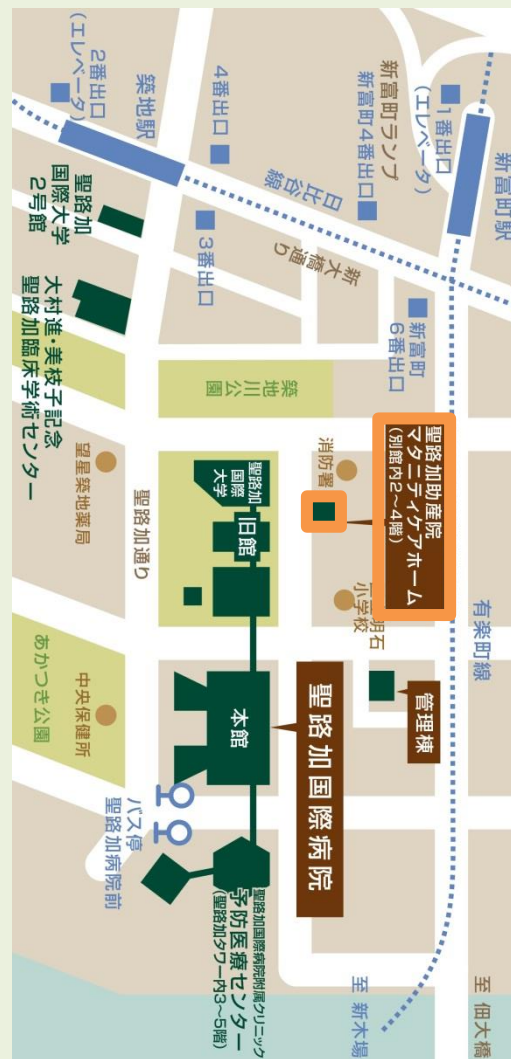 新富町駅
有楽町線
至 佃大橋
1番出口
(エレベータ)
聖路加助産院
マタニティケアホーム
(別館内2〜4階)
管理棟
新富町
6番出口
新富町ランプ
新富町4番出口
明石
小学校
至 新木場
消防署
日比谷線
新大橋通り
聖路加国際病院
築地川公園
聖路加
国際大学
旧館
本館
聖路加国際病院附属クリニック
予防医療センター
(聖路加タワー内3〜5階)
4番出口
3番出口
築地駅
聖路加通り
バス停
聖路加病院前
2番出口
(エレベータ)
聖路加
国際大学
2号館
大村進・美枝子記念
聖路加臨床学術センター
望星築地薬局
中央保健所
あかつき公園